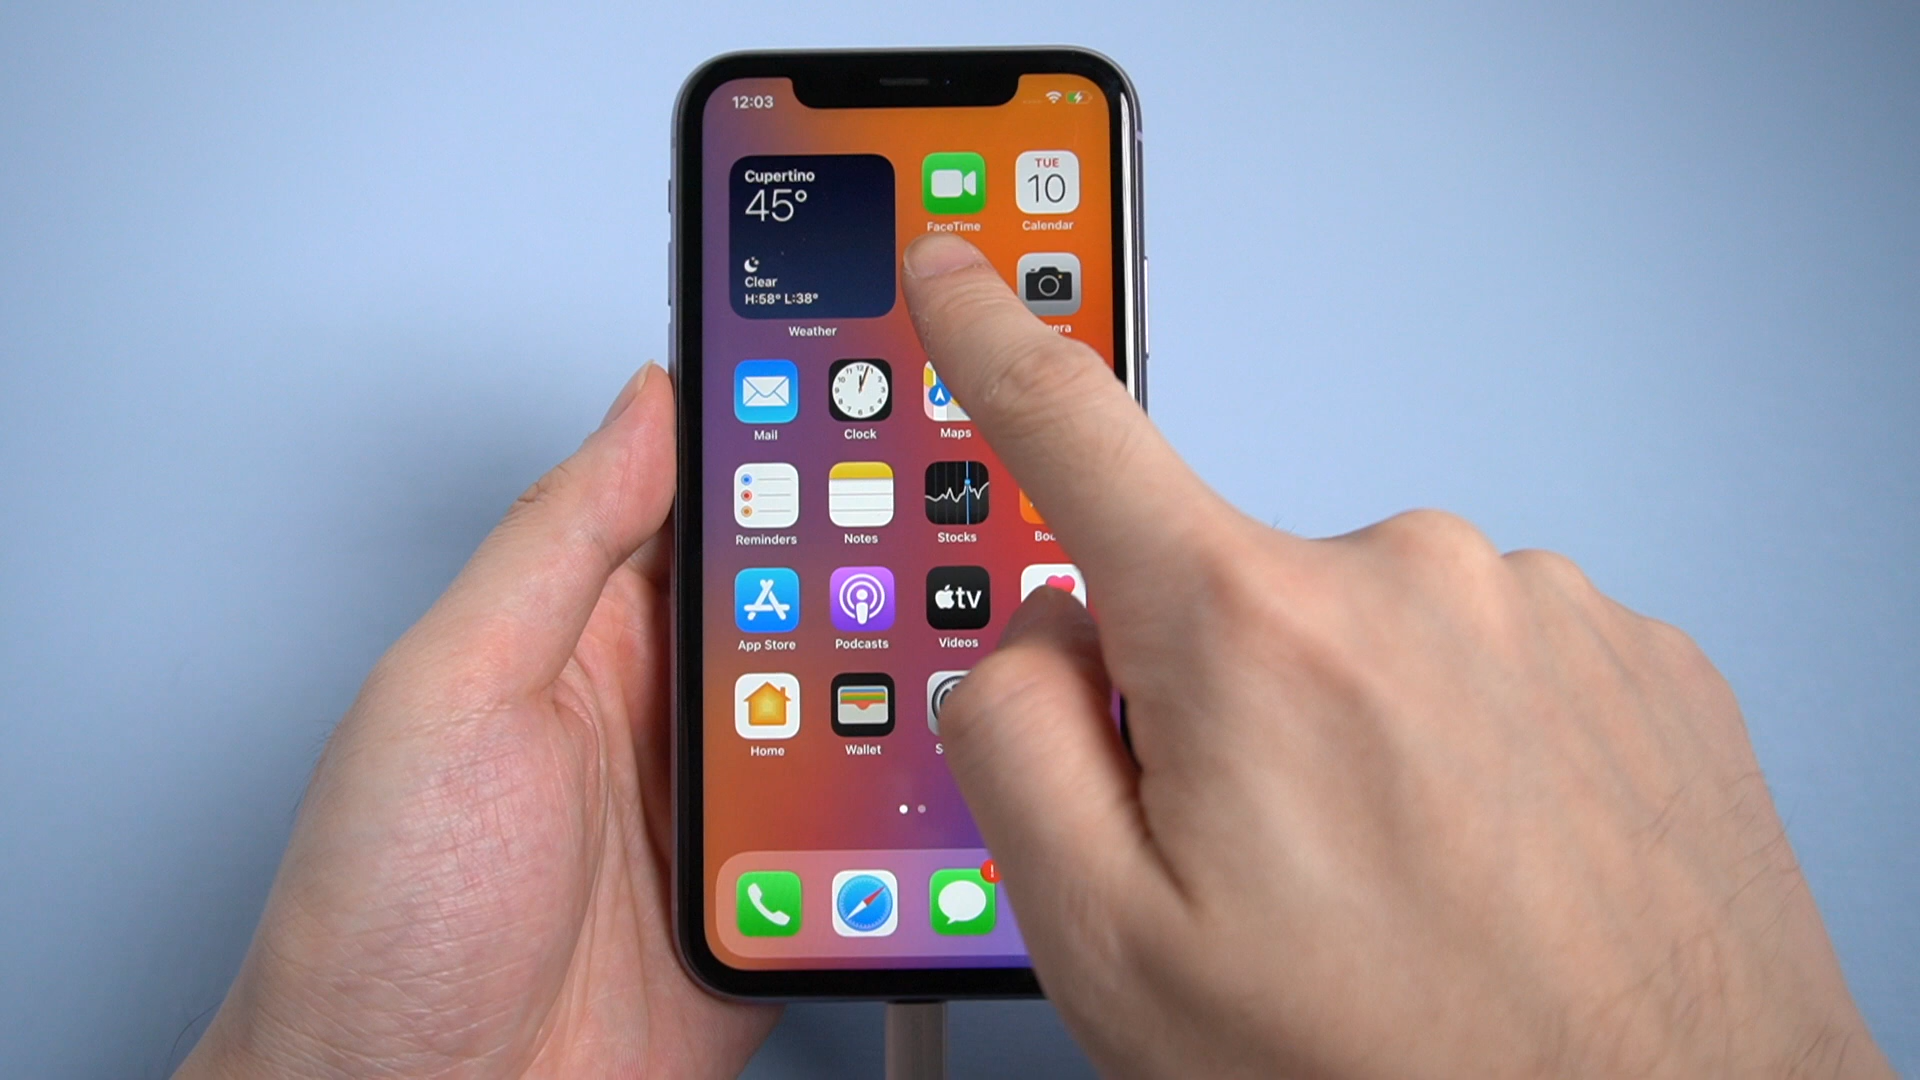 12:03
Cupertino
45°
Clear
H:58° L:38°
Weather
FaceTime
TUE
10
Calendar
Mail
Clock
Maps
Reminders
Notes
Stocks
App Store
Podcasts
tv
Videos
Home
Wallet
!